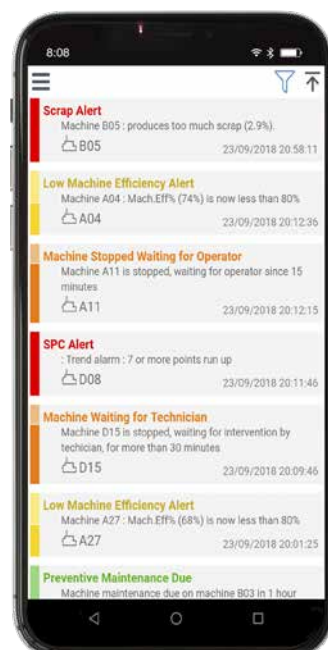 8:08
Scrap Alert
Machine B05 : produces too much scrap (2.9%).
B05
23/09/2018 20:58:11
Low Machine Efficiency Alert
Machine A04 : Mach.Eff% (74%) is now less than 80%
A04
23/09/2018 20:12:36
Machine Stopped Waiting for Operator
Machine A11 is stopped, waiting for operator since 15
minutes
A11
23/09/2018 20:12:15
SPC Alert
: Trend alarm : 7 or more points run up
D08
23/09/2018 20:11:46
Machine Waiting for Technician
Machine D15 is stopped, waiting for intervention by
techician, for more than 30 minutes
D15
23/09/2018 20:09:46
Low Machine Efficiency Alert
Machine A27 : Mach.Eff% (68%) is now less than 80%
A27
23/09/2018 20:01:25
Preventive Maintenance Due
Machine maintenance due on machine B03 in 1 hour